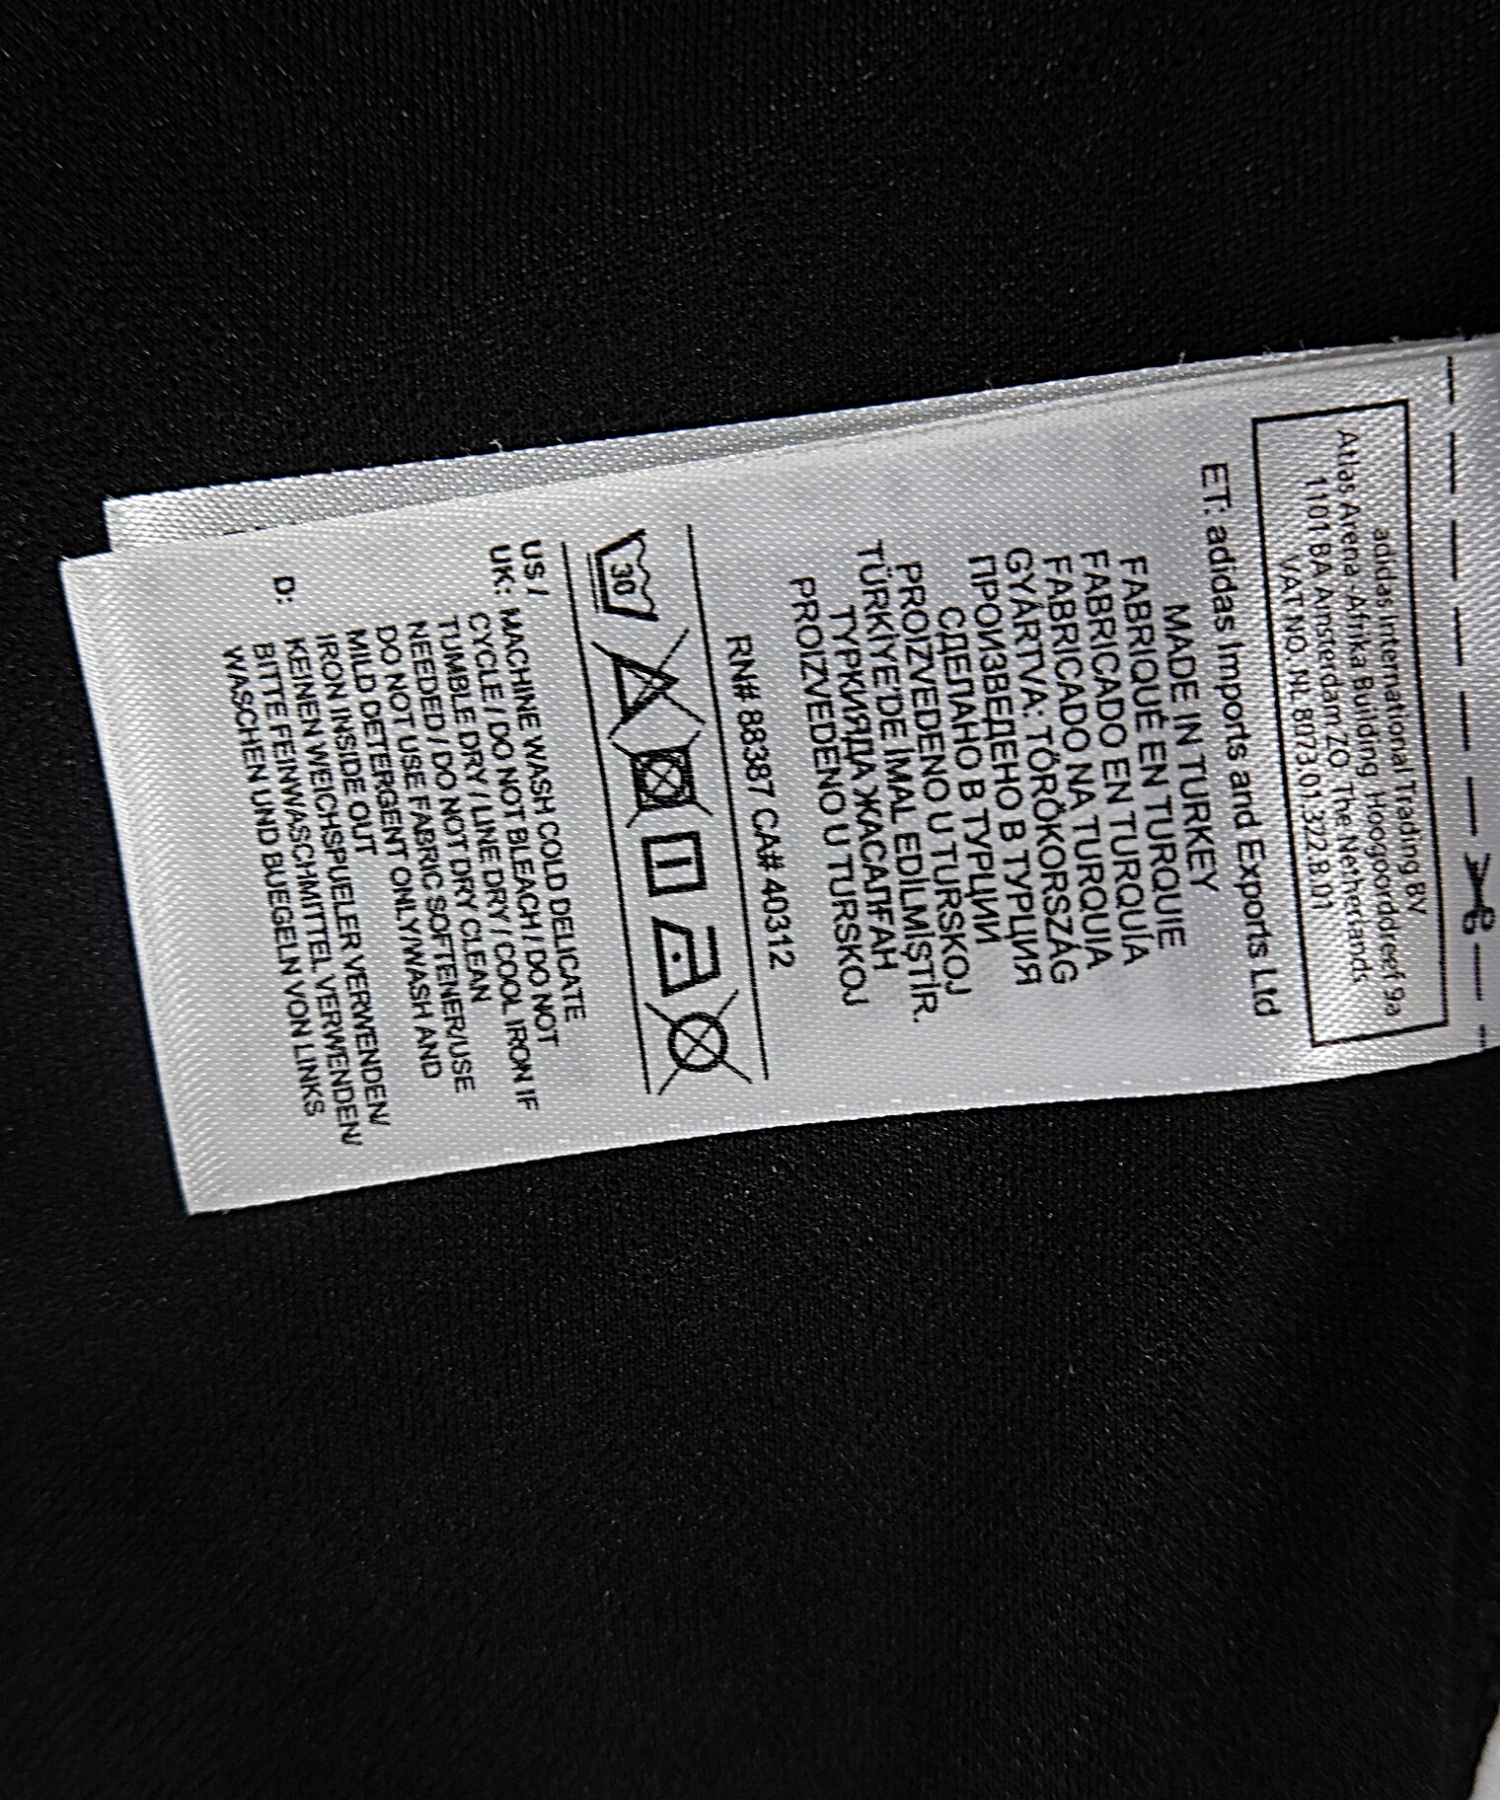 adidas International Trading BV
Atlas Arena Afrika Building, Hoogoorddreef 9a
1101 BA Amsterdam ZO, The Netherlands
VAT NO. NL 8073.01.322.B.01
ET: adidas Imports and Exports Ltd
MADE IN TURKEY
FABRIQUÉ EN TURQUIE
FABRICADO EN TURQUÍA
FABRICADO NA TURQUIA
GYÁRTVA: TÖRÖKORSZÁG
ПРОИЗВЕДЕНО В ТУРЦИЯ
СДЕЛАНО В ТУРЦИИ
PROIZVEDENO U TURSKOJ
TÜRKİYE'DE İMAL EDİLMİŞTİR.
ТҮРКИЯДА ЖАСАЛҒАН
PROIZVEDENO U TURSKOJ
RN# 88387 CA# 40312
30
US /
UK: MACHINE WASH COLD DELICATE
CYCLE / DO NOT BLEACH / DO NOT
TUMBLE DRY / LINE DRY / COOL IRON IF
NEEDED / DO NOT DRY CLEAN
DO NOT USE FABRIC SOFTENER/USE
MILD DETERGENT ONLY/WASH AND
IRON INSIDE OUT
D: KEINEN WEICHSPUELER VERWENDEN/
BITTE FEINWASCHMITTEL VERWENDEN/
WASCHEN UND BUEGELN VON LINKS